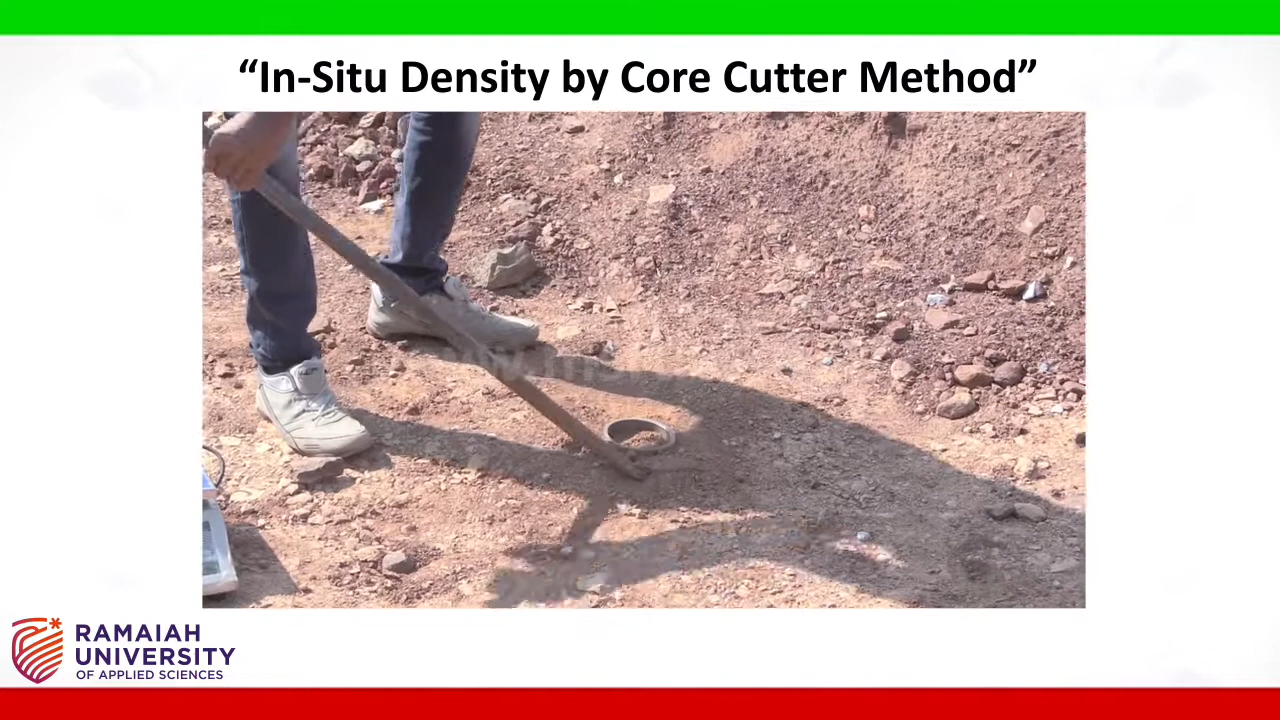 “In-Situ Density by Core Cutter Method”
RAMAIAH
UNIVERSITY
OF APPLIED SCIENCES